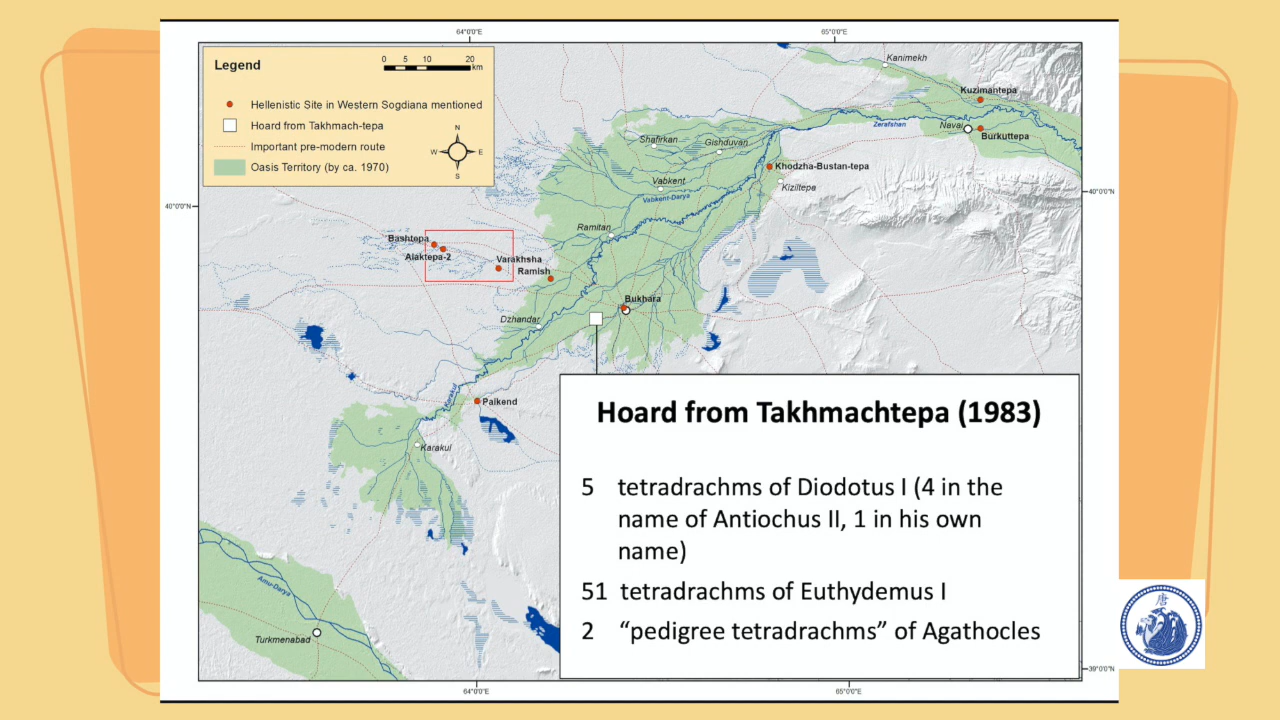 64°0'0"E
65°0'0"E
Legend
0 5 10 20
km
Hellenistic Site in Western Sogdiana mentioned
Hoard from Takhmach-tepa
Important pre-modern route
Oasis Territory (by ca. 1970)
N
W E
S
Kanimekh
Kuzimantepa
Zerafshan
Navai
Burkuttepa
Shafirkan
Gishduvan
Khodzha-Bustan-tepa
Vabkent
Kiziltepa
Vabkent-Darya
40°0'0"N
40°0'0"N
Ramitan
Bashtepa
Alaktepa-2
Varakhsha
Ramish
Bukhara
Dzhandar
Karakul
Paikend
Karakul
Amu-Darya
Turkmenabad
Hoard from Takhmachtepa (1983)
5 tetradrachms of Diodotus I (4 in the
name of Antiochus II, 1 in his own
name)
51 tetradrachms of Euthydemus I
2 “pedigree tetradrachms” of Agathocles
唐
39°0'0"N
64°0'0"E
65°0'0"E